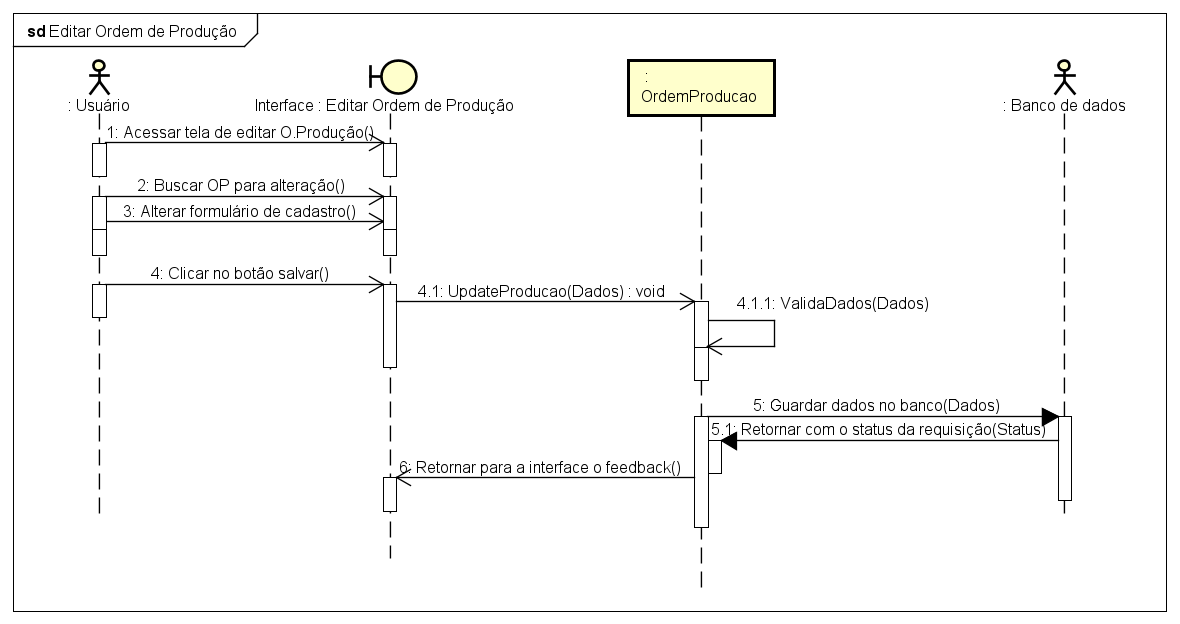 sd Editar Ordem de Produção
: Usuário
Interface : Editar Ordem de Produção
:
OrdemProducao
: Banco de dados
1: Acessar tela de editar O.Produção()
2: Buscar OP para alteração()
3: Alterar formulário de cadastro()
4: Clicar no botão salvar()
4.1: UpdateProducao(Dados) : void
4.1.1: ValidaDados(Dados)
5: Guardar dados no banco(Dados)
5.1: Retornar com o status da requisição(Status)
6: Retornar para a interface o feedback()